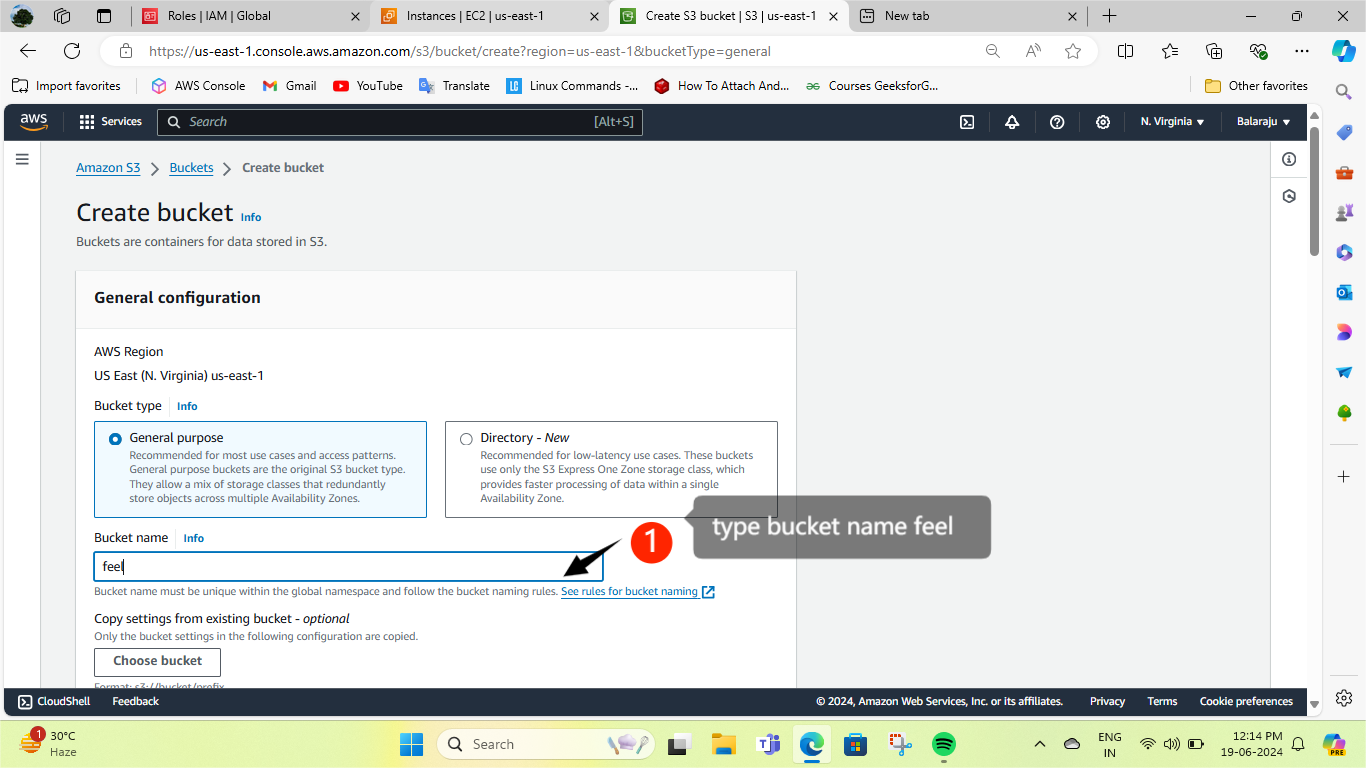 Roles | IAM | Global
Instances | EC2 | us-east-1
Create S3 bucket | S3 | us-east-1
New tab
https://us-east-1.console.aws.amazon.com/s3/bucket/create?region=us-east-1&bucketType=general
Import favorites
AWS Console
Gmail
YouTube
Translate
Linux Commands -...
How To Attach And...
Courses GeeksforG...
Other favorites
aws
Services
Search
[Alt+S]
N. Virginia
Balaraju
Amazon S3
Buckets
Create bucket
Create bucket Info
Buckets are containers for data stored in S3.
General configuration
AWS Region
US East (N. Virginia) us-east-1
Bucket type Info
General purpose
Recommended for most use cases and access patterns.
General purpose buckets are the original S3 bucket type.
They allow a mix of storage classes that redundantly
store objects across multiple Availability Zones.
Directory - New
Recommended for low-latency use cases. These buckets
use only the S3 Express One Zone storage class, which
provides faster processing of data within a single
Availability Zone.
1
type bucket name feel
Bucket name Info
feel
Bucket name must be unique within the global namespace and follow the bucket naming rules. See rules for bucket naming
Copy settings from existing bucket - optional
Only the bucket settings in the following configuration are copied.
Choose bucket
Format: s3://bucket/prefix
CloudShell
Feedback
© 2024, Amazon Web Services, Inc. or its affiliates.
Privacy
Terms
Cookie preferences
1
30°C
Haze
Search
ENG
IN
12:14 PM
19-06-2024
PRE